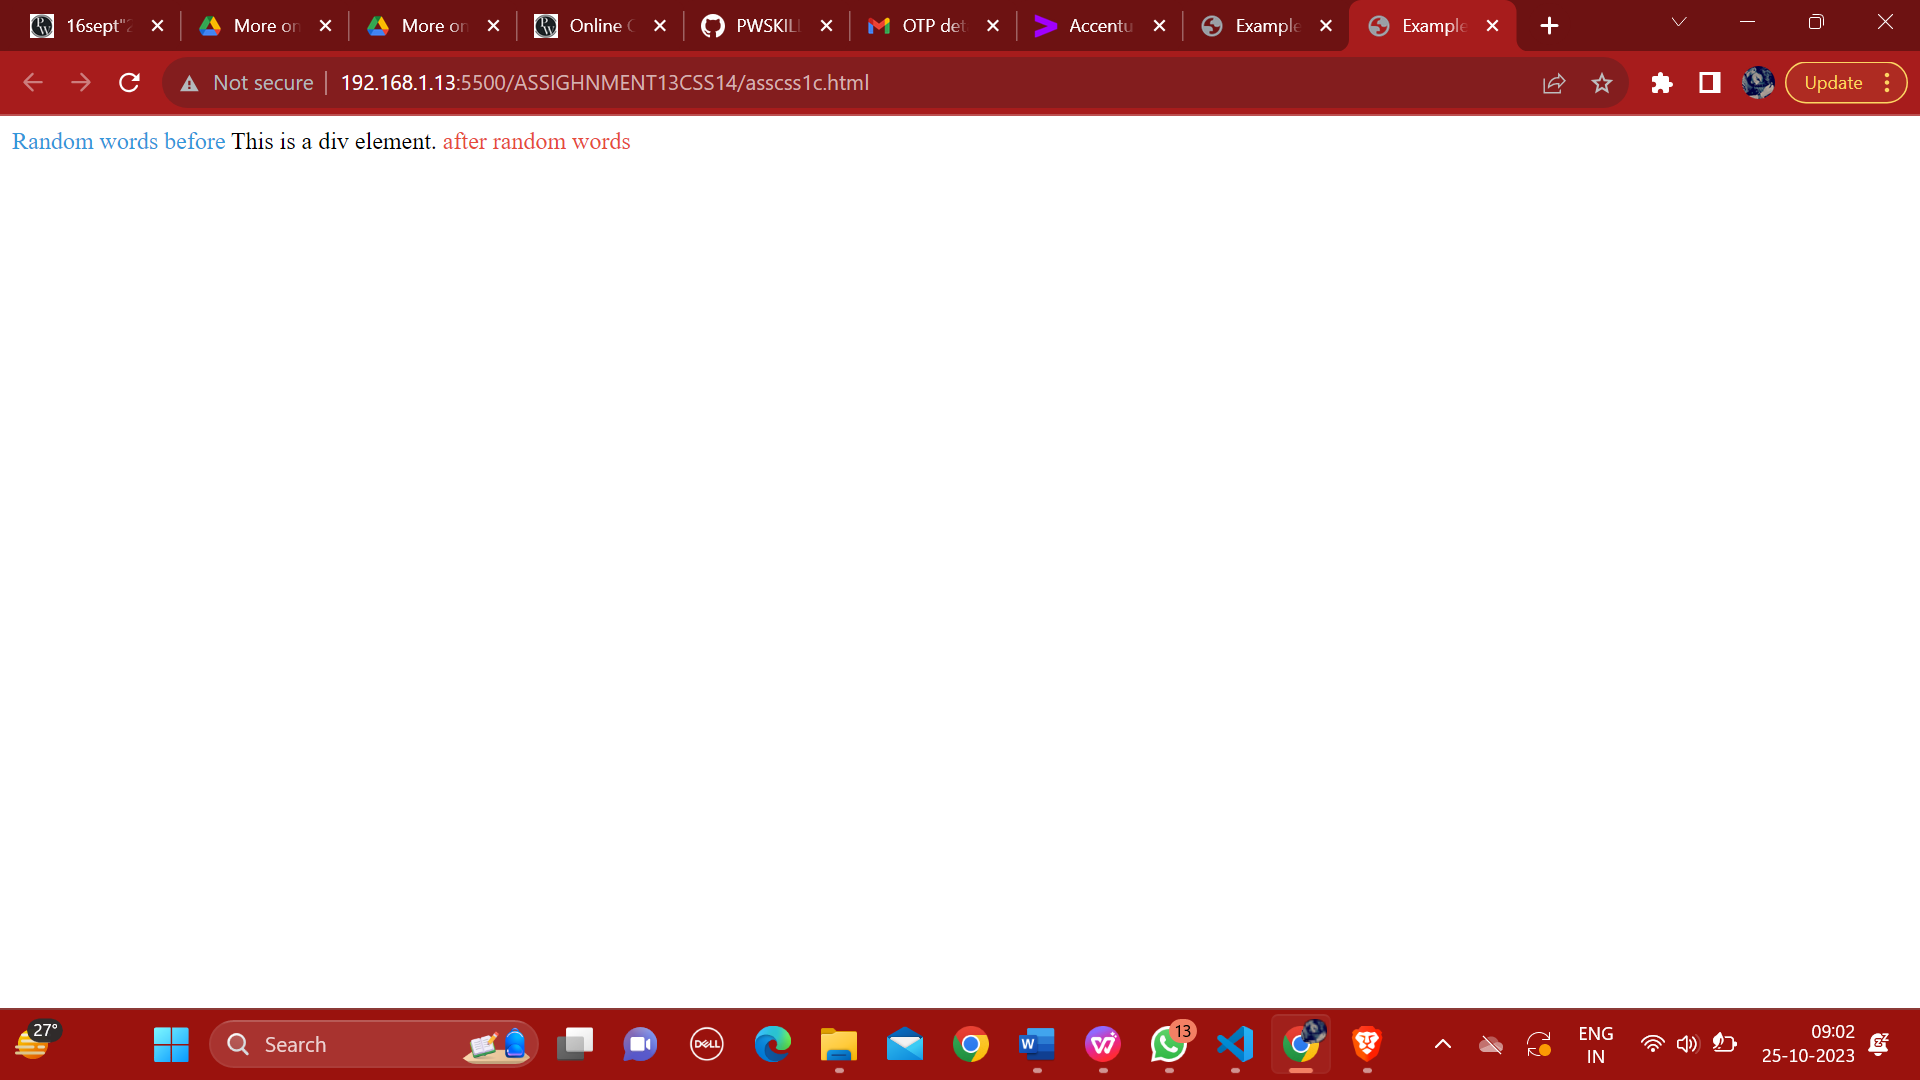 16sept"2
More on
More on
Online C
PWSKILL
OTP det
Accentu
Example
Example
Not secure
192.168.1.13:5500/ASSIGHNMENT13CSS14/asscss1c.html
Update
Random words before This is a div element. after random words
27°
Search
DELL
W
13
ENG
IN
09:02
25-10-2023